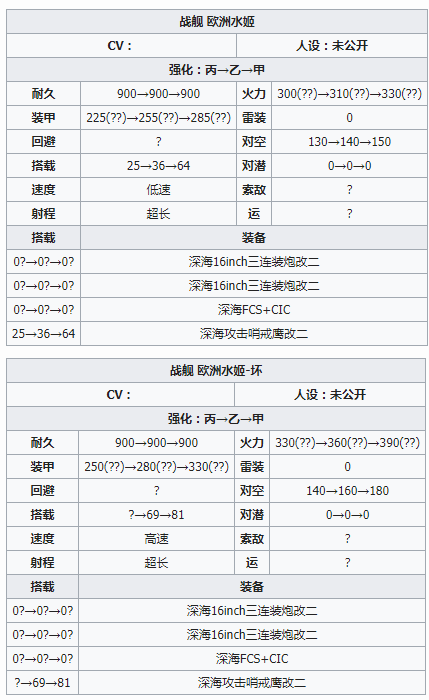 战舰 欧洲水姬
CV： 人设：未公开
强化：丙→乙→甲
耐久 900→900→900 火力 300(??)→310(??)→330(??)
装甲 225(??)→255(??)→285(??) 雷装 0
回避 ? 对空 130→140→150
搭载 25→36→64 对潜 0→0→0
速度 低速 索敌 ?
射程 超长 运 ?
搭载 装备
0?→0?→0? 深海16inch三连装炮改二
0?→0?→0? 深海16inch三连装炮改二
0?→0?→0? 深海FCS+CIC
25→36→64 深海攻击哨戒鹰改二
战舰 欧洲水姬-坏
CV： 人设：未公开
强化：丙→乙→甲
耐久 900→900→900 火力 330(??)→360(??)→390(??)
装甲 250(??)→280(??)→330(??) 雷装 0
回避 ? 对空 140→160→180
搭载 ?→69→81 对潜 0→0→0
速度 高速 索敌 ?
射程 超长 运 ?
搭载 装备
0?→0?→0? 深海16inch三连装炮改二
0?→0?→0? 深海16inch三连装炮改二
0?→0?→0? 深海FCS+CIC
?→69→81 深海攻击哨戒鹰改二